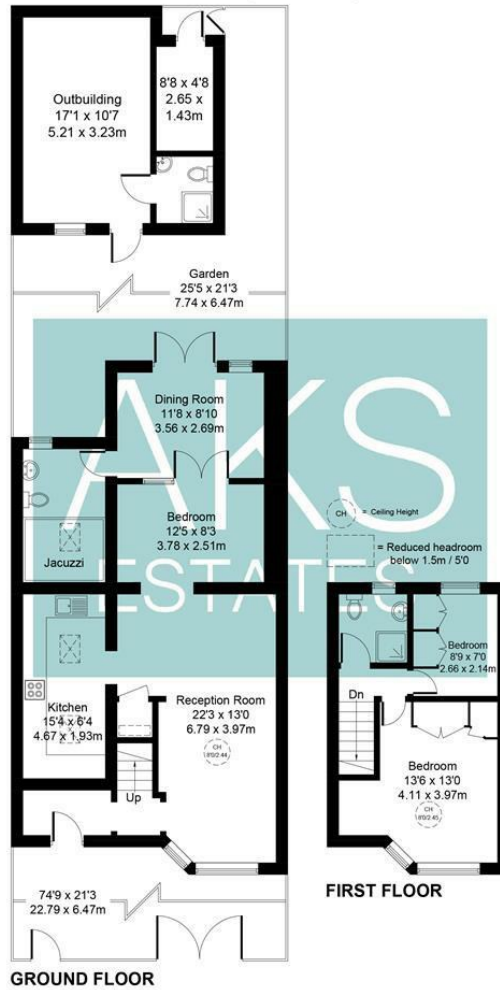 8'8 x 4'8
2.65 x
1.43m
Outbuilding
17'1 x 10'7
5.21 x 3.23m
Garden
25'5 x 21'3
7.74 x 6.47m
AKS
ESTATES
Dining Room
11'8 x 8'10
3.56 x 2.69m
Bedroom
12'5 x 8'3
3.78 x 2.51m
CH = Ceiling Height
= Reduced headroom
below 1.5m / 5'0
Jacuzzi
Kitchen
15'4 x 6'4
4.67 x 1.93m
Reception Room
22'3 x 13'0
6.79 x 3.97m
CH
Up
74'9 x 21'3
22.79 x 6.47m
GROUND FLOOR
Bedroom
8'9 x 7'0
2.66 x 2.14m
Dn
Bedroom
13'6 x 13'0
4.11 x 3.97m
CH
FIRST FLOOR